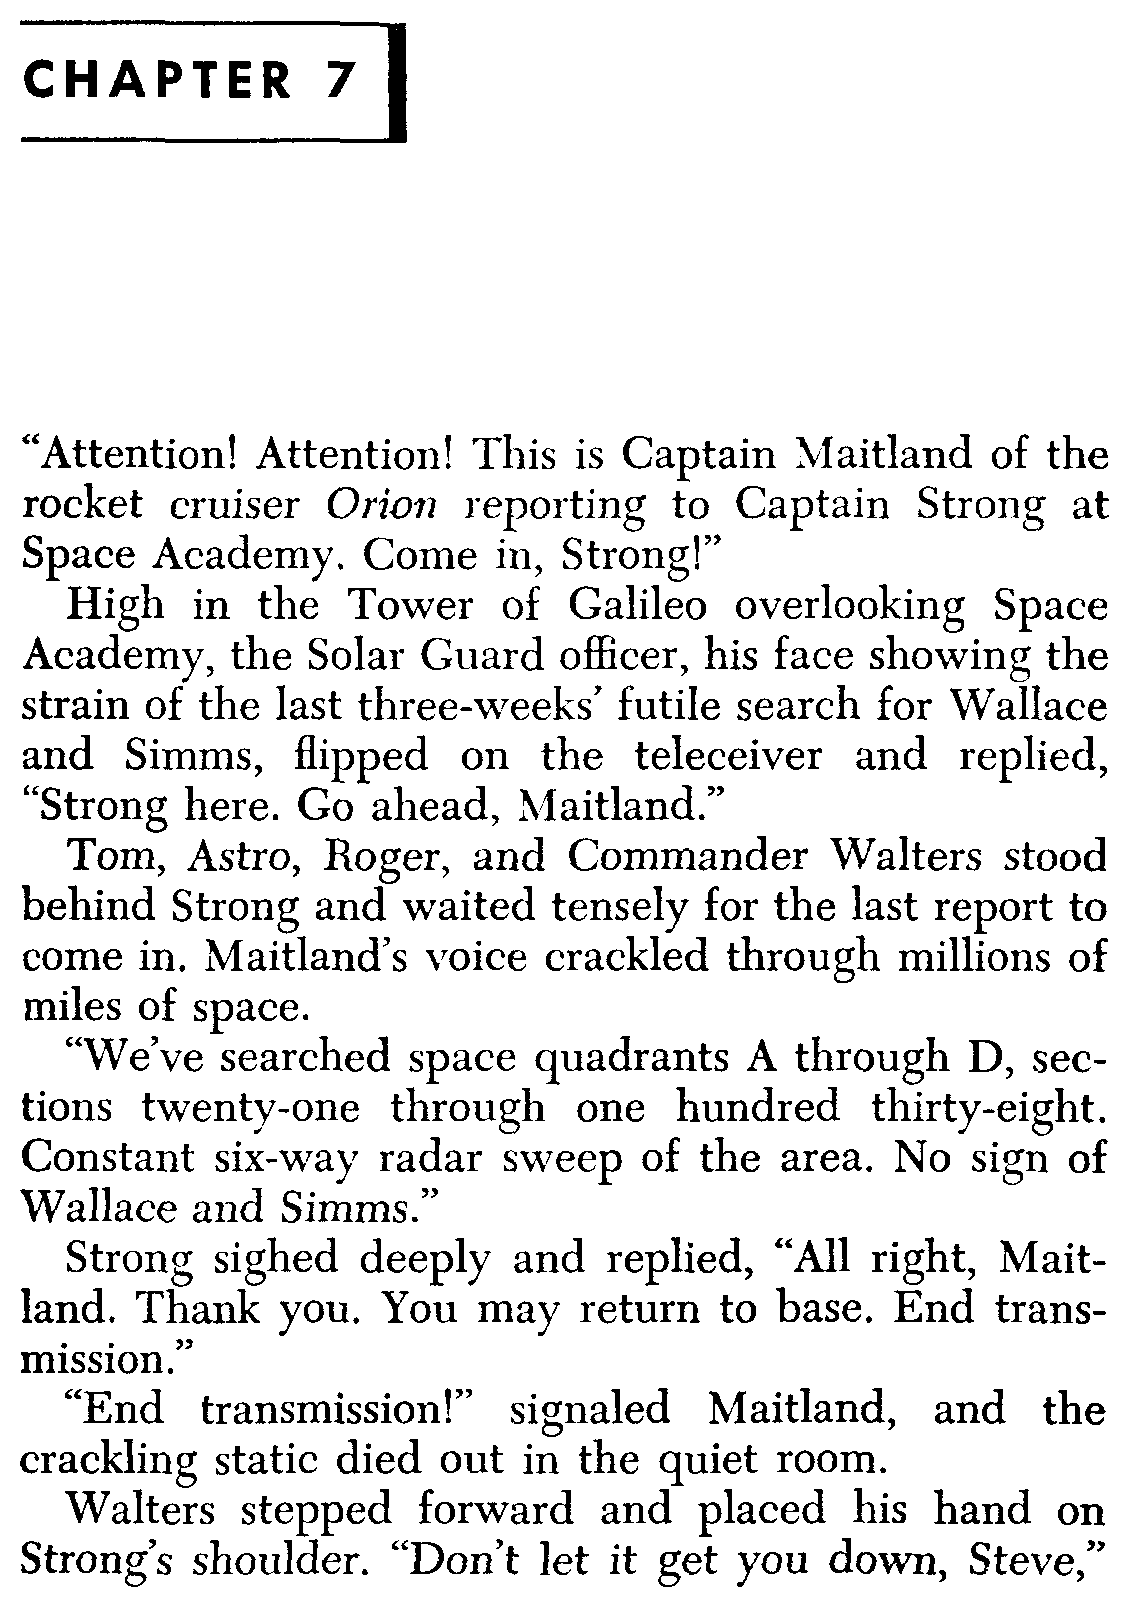 CHAPTER 7
“Attention! Attention! This is Captain Maitland of the
rocket cruiser Orion reporting to Captain Strong at
Space Academy. Come in, Strong!”
High in the Tower of Galileo overlooking Space
Academy, the Solar Guard officer, his face showing the
strain of the last three-weeks’ futile search for Wallace
and Simms, flipped on the teleceiver and replied,
“Strong here. Go ahead, Maitland.”
Tom, Astro, Roger, and Commander Walters stood
behind Strong and waited tensely for the last report to
come in. Maitland’s voice crackled through millions of
miles of space.
“We’ve searched space quadrants A through D, sec-
tions twenty-one through one hundred thirty-eight.
Constant six-way radar sweep of the area. No sign of
Wallace and Simms.”
Strong sighed deeply and replied, “All right, Mait-
land. Thank you. You may return to base. End trans-
mission.”
“End transmission!” signaled Maitland, and the
crackling static died out in the quiet room.
Walters stepped forward and placed his hand on
Strong’s shoulder. “Don’t let it get you down, Steve,”